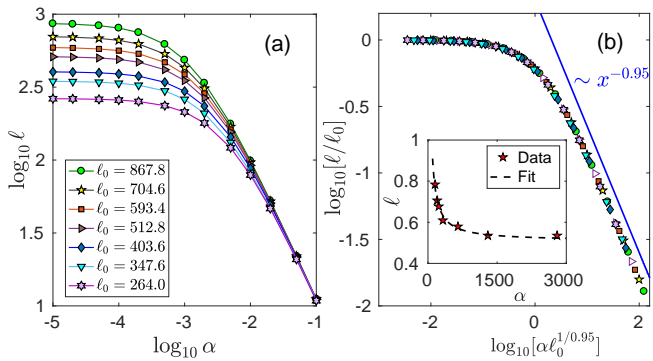 (a)
log₁₀ ℓ
3
2.5
2
1.5
1
ℓ₀ = 867.8
ℓ₀ = 704.6
ℓ₀ = 593.4
ℓ₀ = 512.8
ℓ₀ = 403.6
ℓ₀ = 347.6
ℓ₀ = 264.0
-5 -4 -3 -2 -1
log₁₀ α
(b)
∼ x^{-0.95}
log₁₀[ℓ/ℓ₀]
0
-0.5
-1
-1.5
-2
ℓ
1
0.8
0.6
0.4
Data
Fit
0 1500 3000
α
-2 0 2
log₁₀[αℓ₀^{1/0.95}]